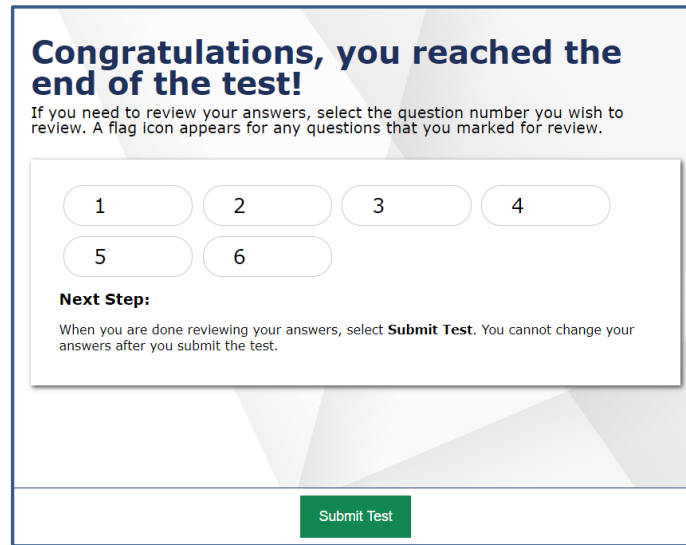 Congratulations, you reached the
end of the test!
If you need to review your answers, select the question number you wish to
review. A flag icon appears for any questions that you marked for review.
1 2 3 4
5 6
Next Step:
When you are done reviewing your answers, select Submit Test. You cannot change your
answers after you submit the test.
Submit Test